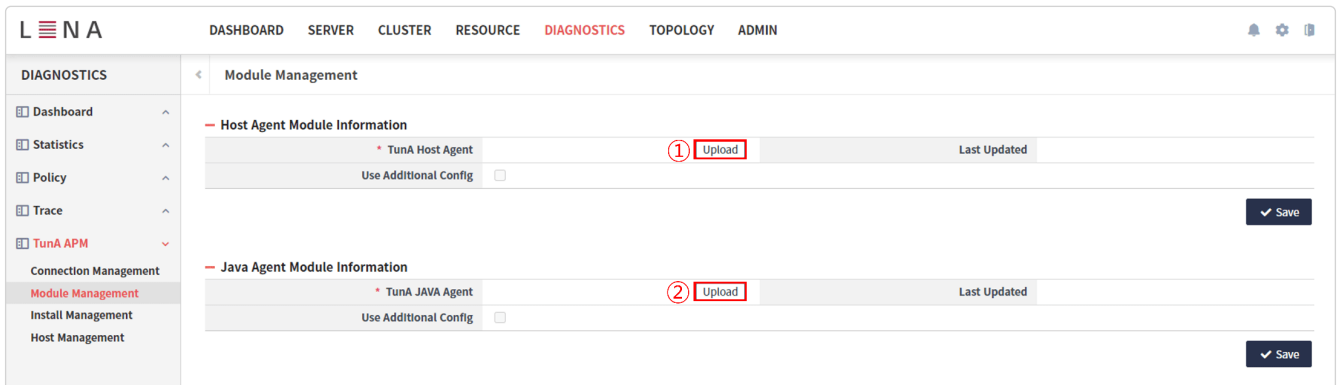 LENA DASHBOARD SERVER CLUSTER RESOURCE DIAGNOSTICS TOPOLOGY ADMIN
DIAGNOSTICS
Module Management
Dashboard
Statistics
Policy
Trace
TunA APM
Connection Management
Module Management
Install Management
Host Management
Host Agent Module Information
* TunA Host Agent ① Upload Last Updated
Use Additional Config
Save
Java Agent Module Information
* TunA JAVA Agent ② Upload Last Updated
Use Additional Config
Save